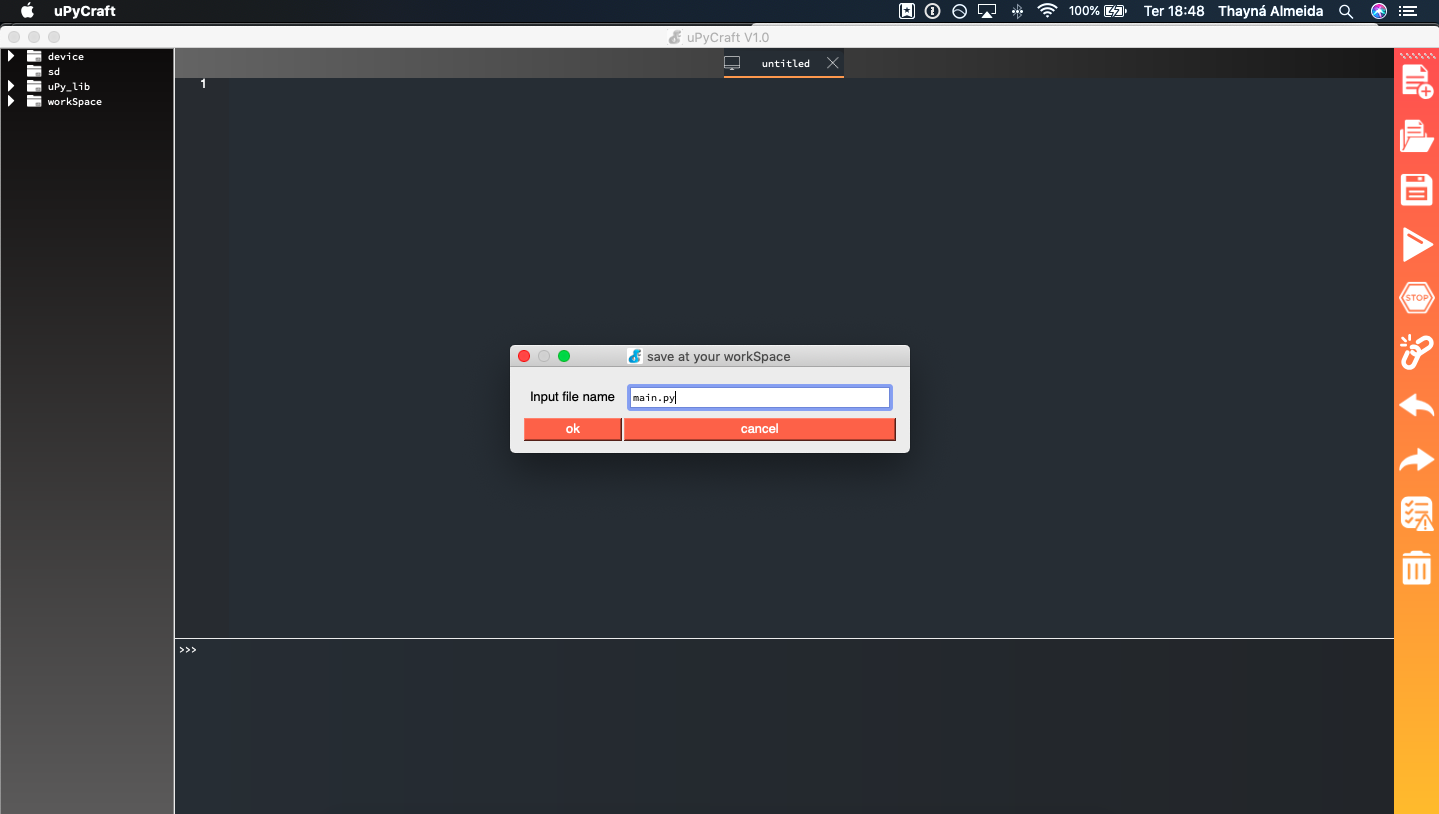 uPyCraft
100%
Ter 18:48
Thayná Almeida
uPyCraft V1.0
device
sd
uPy_lib
workSpace
untitled
1
STOP
save at your workSpace
Input file name
main.py
ok
cancel
>>>